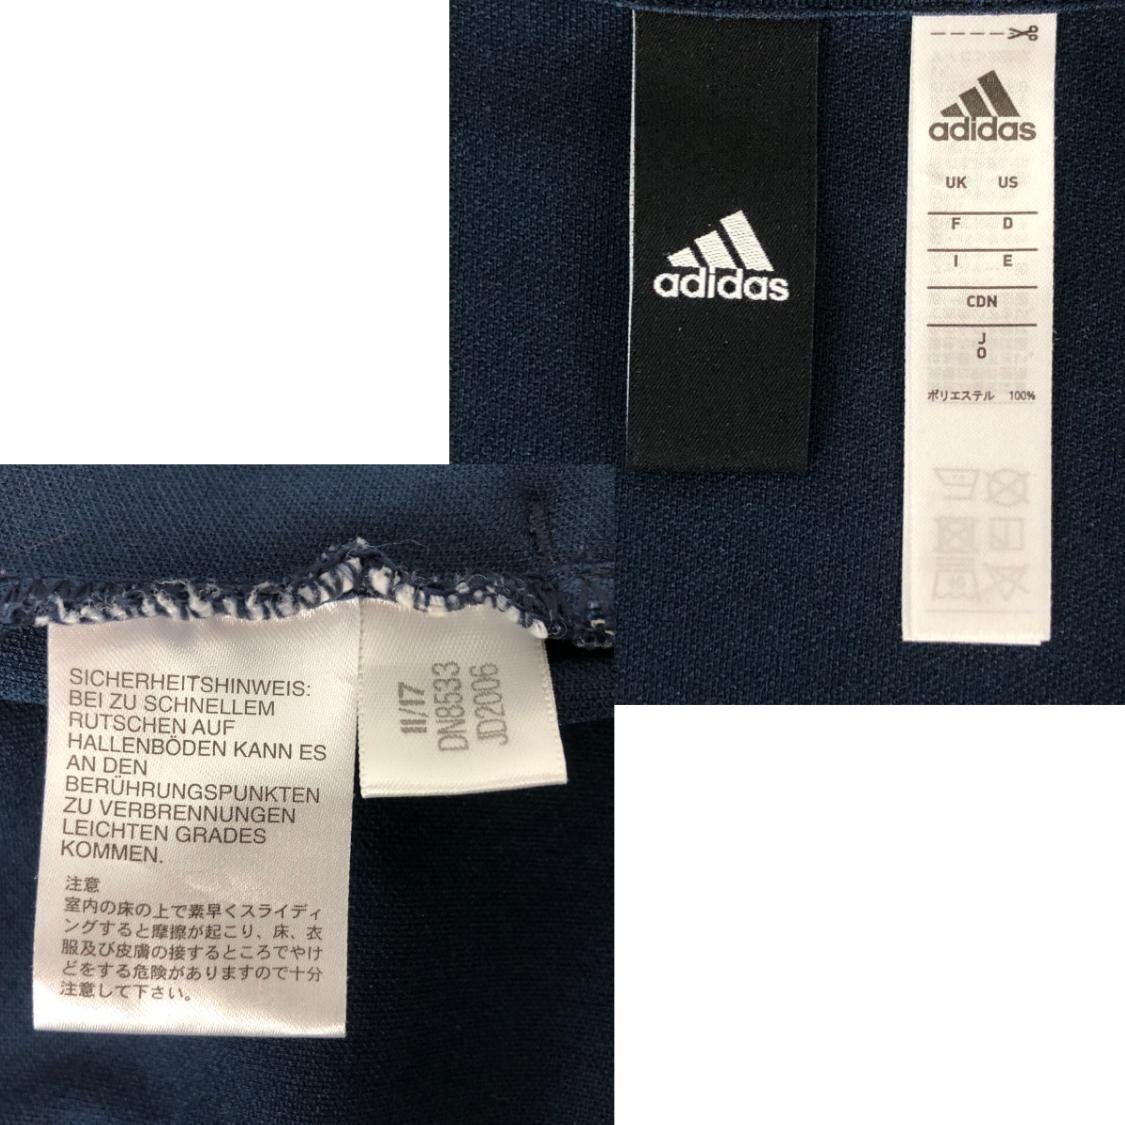 adidas
adidas
UK US
F D
I E
CDN
J
O
ポリエステル 100%
SICHERHEITSHINWEIS:
BEI ZU SCHNELLEM
RUTSCHEN AUF
HALLENBÖDEN KANN ES
AN DEN
BERÜHRUNGSPUNKTEN
ZU VERBRENNUNGEN
LEICHTEN GRADES
KOMMEN.
注意
室内の床の上で素早くスライディ
ングすると摩擦が起こり、床、衣
服及び皮膚の接するところでやけ
どをする危険がありますので十分
注意して下さい。
11/17
DN8533
JD2006